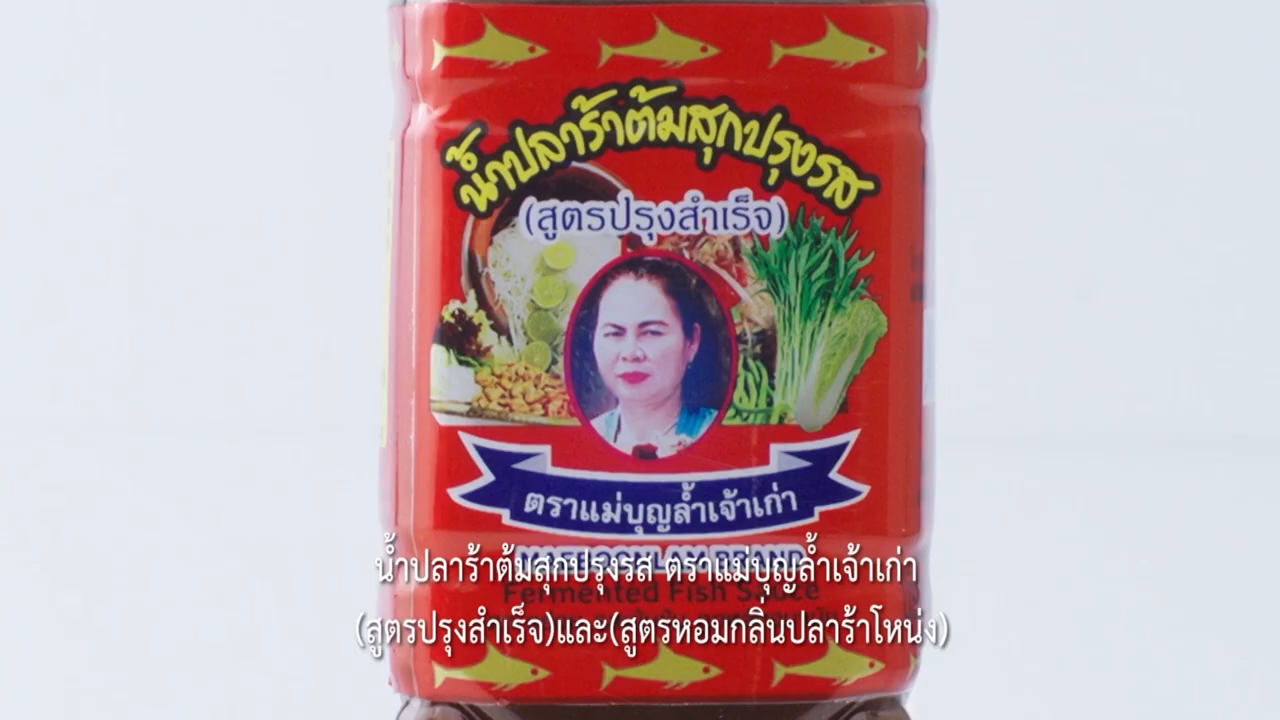 น้ำปลาร้าต้มสุกปรุงรส
(สูตรปรุงสำเร็จ)
ตราแม่บุญล้ำเจ้าเก่า
MAEBOONLAM BRAND
น้ำปลาร้าต้มสุกปรุงรส ตราแม่บุญล้ำเจ้าเก่า
Fermented Fish Sauce
(สูตรปรุงสำเร็จ)และ(สูตรหอมกลิ่นปลาร้าโหน่ง)